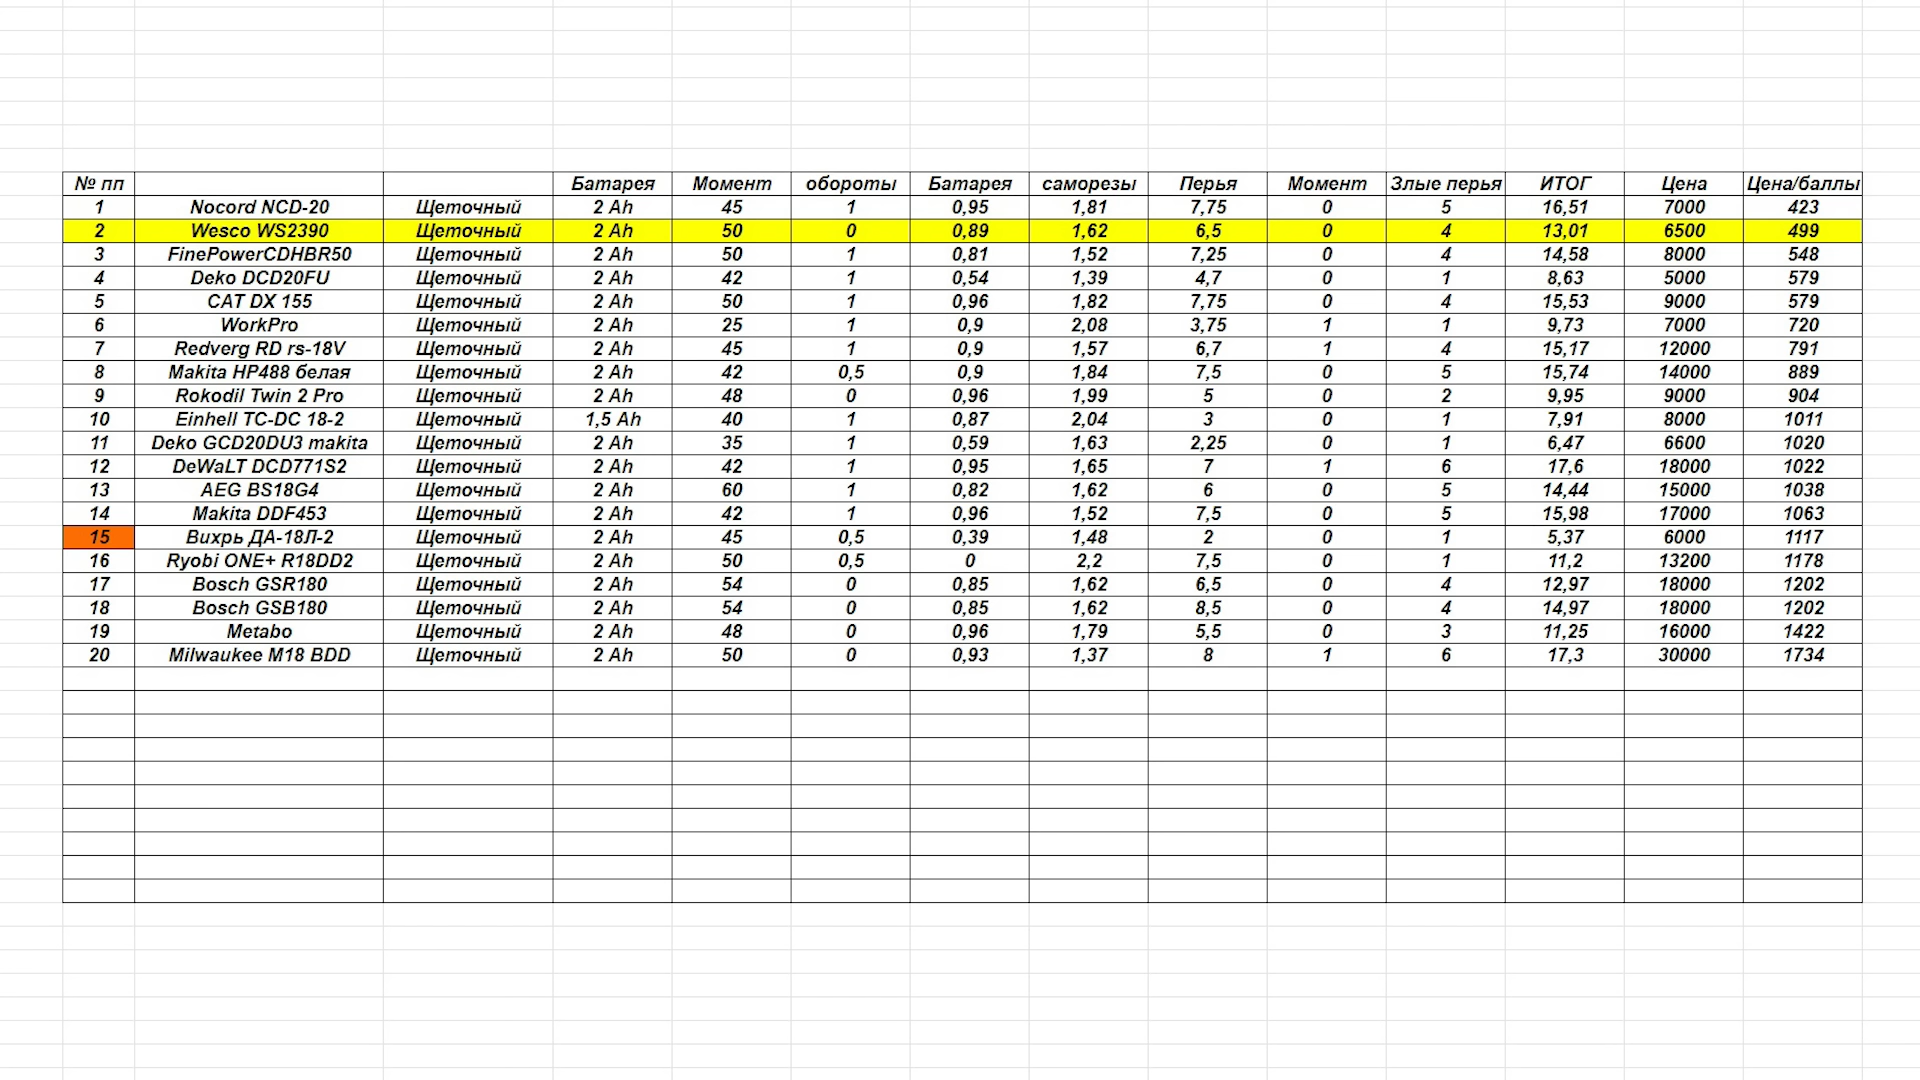 № пп Батарея Момент обороты Батарея саморезы Перья Момент Злые перья ИТОГ Цена Цена/баллы
1 Nocord NCD-20 Щеточный 2 Ah 45 1 0,95 1,81 7,75 0 5 16,51 7000 423
2 Wesco WS2390 Щеточный 2 Ah 50 0 0,89 1,62 6,5 0 4 13,01 6500 499
3 FinePowerCDHBR50 Щеточный 2 Ah 50 1 0,81 1,52 7,25 0 4 14,58 8000 548
4 Deko DCD20FU Щеточный 2 Ah 42 1 0,54 1,39 4,7 0 1 8,63 5000 579
5 CAT DX 155 Щеточный 2 Ah 50 1 0,96 1,82 7,75 0 4 15,53 9000 579
6 WorkPro Щеточный 2 Ah 25 1 0,9 2,08 3,75 1 1 9,73 7000 720
7 Redverg RD rs-18V Щеточный 2 Ah 45 1 0,9 1,57 6,7 1 4 15,17 12000 791
8 Makita HP488 белая Щеточный 2 Ah 42 0,5 0,9 1,84 7,5 0 5 15,74 14000 889
9 Rokodil Twin 2 Pro Щеточный 2 Ah 48 0 0,96 1,99 5 0 2 9,95 9000 904
10 Einhell TC-DC 18-2 Щеточный 1,5 Ah 40 1 0,87 2,04 3 0 1 7,91 8000 1011
11 Deko GCD20DU3 makita Щеточный 2 Ah 35 1 0,59 1,63 2,25 0 1 6,47 6600 1020
12 DeWaLT DCD771S2 Щеточный 2 Ah 42 1 0,95 1,65 7 1 6 17,6 18000 1022
13 AEG BS18G4 Щеточный 2 Ah 60 1 0,82 1,62 6 0 5 14,44 15000 1038
14 Makita DDF453 Щеточный 2 Ah 42 1 0,96 1,52 7,5 0 5 15,98 17000 1063
15 Вихрь ДА-18Л-2 Щеточный 2 Ah 45 0,5 0,39 1,48 2 0 1 5,37 6000 1117
16 Ryobi ONE+ R18DD2 Щеточный 2 Ah 50 0,5 0 2,2 7,5 0 1 11,2 13200 1178
17 Bosch GSR180 Щеточный 2 Ah 54 0 0,85 1,62 6,5 0 4 12,97 18000 1202
18 Bosch GSB180 Щеточный 2 Ah 54 0 0,85 1,62 8,5 0 4 14,97 18000 1202
19 Metabo Щеточный 2 Ah 48 0 0,96 1,79 5,5 0 3 11,25 16000 1422
20 Milwaukee M18 BDD Щеточный 2 Ah 50 0 0,93 1,37 8 1 6 17,3 30000 1734